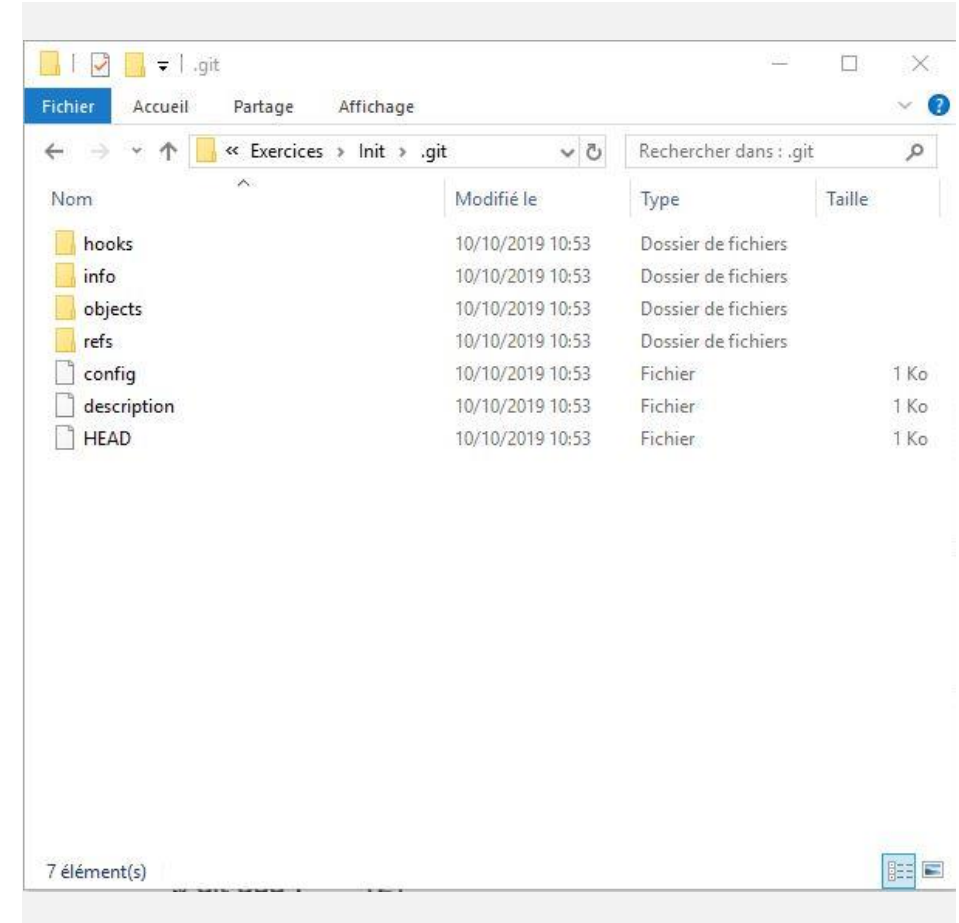 .git
Fichier Accueil Partage Affichage
« Exercices > Init > .git Rechercher dans : .git
Nom Modifié le Type Taille
hooks 10/10/2019 10:53 Dossier de fichiers
info 10/10/2019 10:53 Dossier de fichiers
objects 10/10/2019 10:53 Dossier de fichiers
refs 10/10/2019 10:53 Dossier de fichiers
config 10/10/2019 10:53 Fichier 1 Ko
description 10/10/2019 10:53 Fichier 1 Ko
HEAD 10/10/2019 10:53 Fichier 1 Ko
7 élément(s)